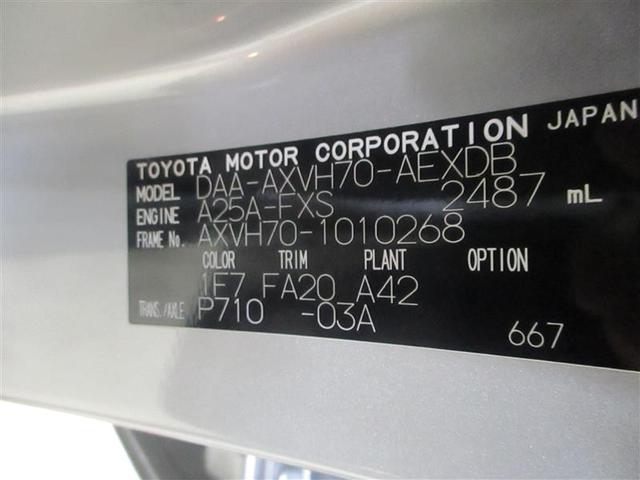 TOYOTA MOTOR CORPORATION JAPAN
MODEL DAA-AXVH70-AEXDB
ENGINE A25A-FXS 2487 mL
FRAME No. AXVH70-1010268
COLOR TRIM PLANT OPTION
1F7 FA20 A42
TRANS./AXLE P710 -03A
667